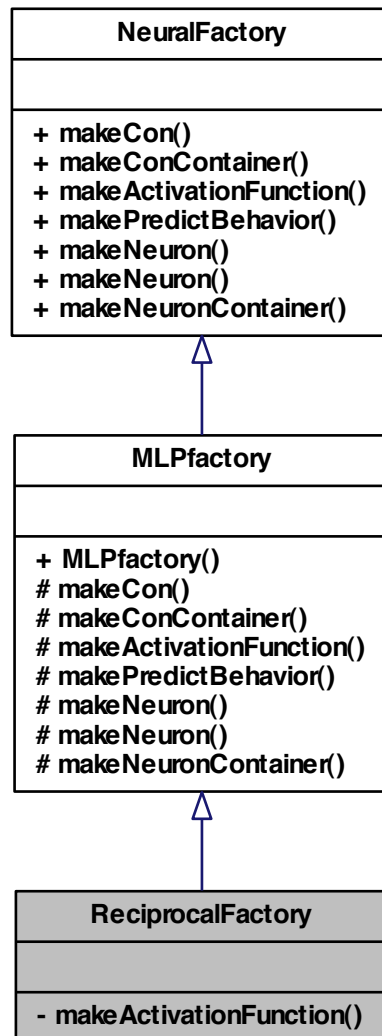 NeuralFactory
+ makeCon()
+ makeConContainer()
+ makeActivationFunction()
+ makePredictBehavior()
+ makeNeuron()
+ makeNeuron()
+ makeNeuronContainer()
MLPfactory
+ MLPfactory()
# makeCon()
# makeConContainer()
# makeActivationFunction()
# makePredictBehavior()
# makeNeuron()
# makeNeuron()
# makeNeuronContainer()
ReciprocalFactory
- makeActivationFunction()